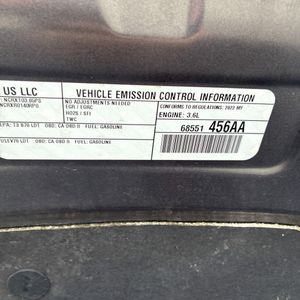 US LLC
VEHICLE EMISSION CONTROL INFORMATION
NO ADJUSTMENTS NEEDED
EGR / EGRC
HO2S / SFI
TWC
CONFORMS TO REGULATIONS: 2022 MY
ENGINE: 3.6L
68551 456AA
OBD: CA OBD II FUEL: GASOLINE
OBD: CA OBD II FUEL: GASOLINE